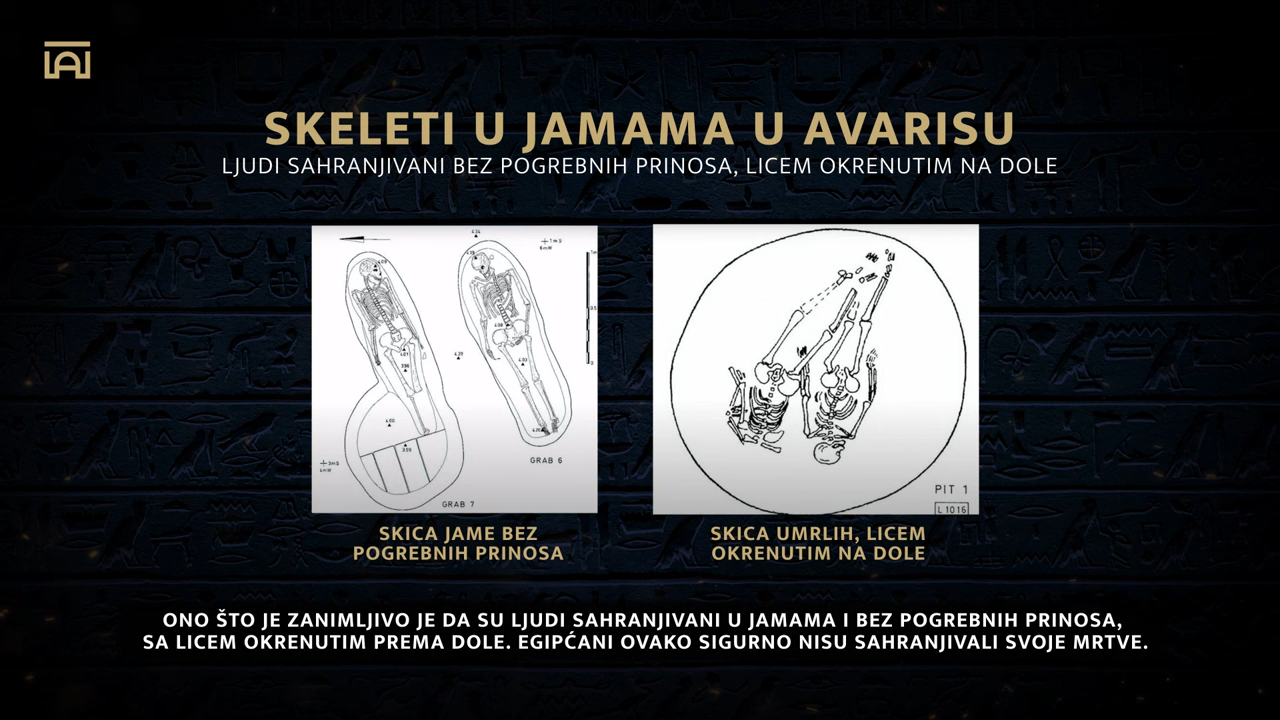 SKELETI U JAMAMA U AVARISU
LJUDI SAHRANJIVANI BEZ POGREBNIH PRINOSA, LICEM OKRENUTIM NA DOLE
GRAB 6
GRAB 7
PIT 1
L 1016
SKICA JAME BEZ
POGREBNIH PRINOSA
SKICA UMRLIH, LICEM
OKRENUTIM NA DOLE
ONO ŠTO JE ZANIMLJIVO JE DA SU LJUDI SAHRANJIVANI U JAMAMA I BEZ POGREBNIH PRINOSA,
SA LICEM OKRENUTIM PREMA DOLE. EGIPĆANI OVAKO SIGURNO NISU SAHRANJIVALI SVOJE MRTVE.